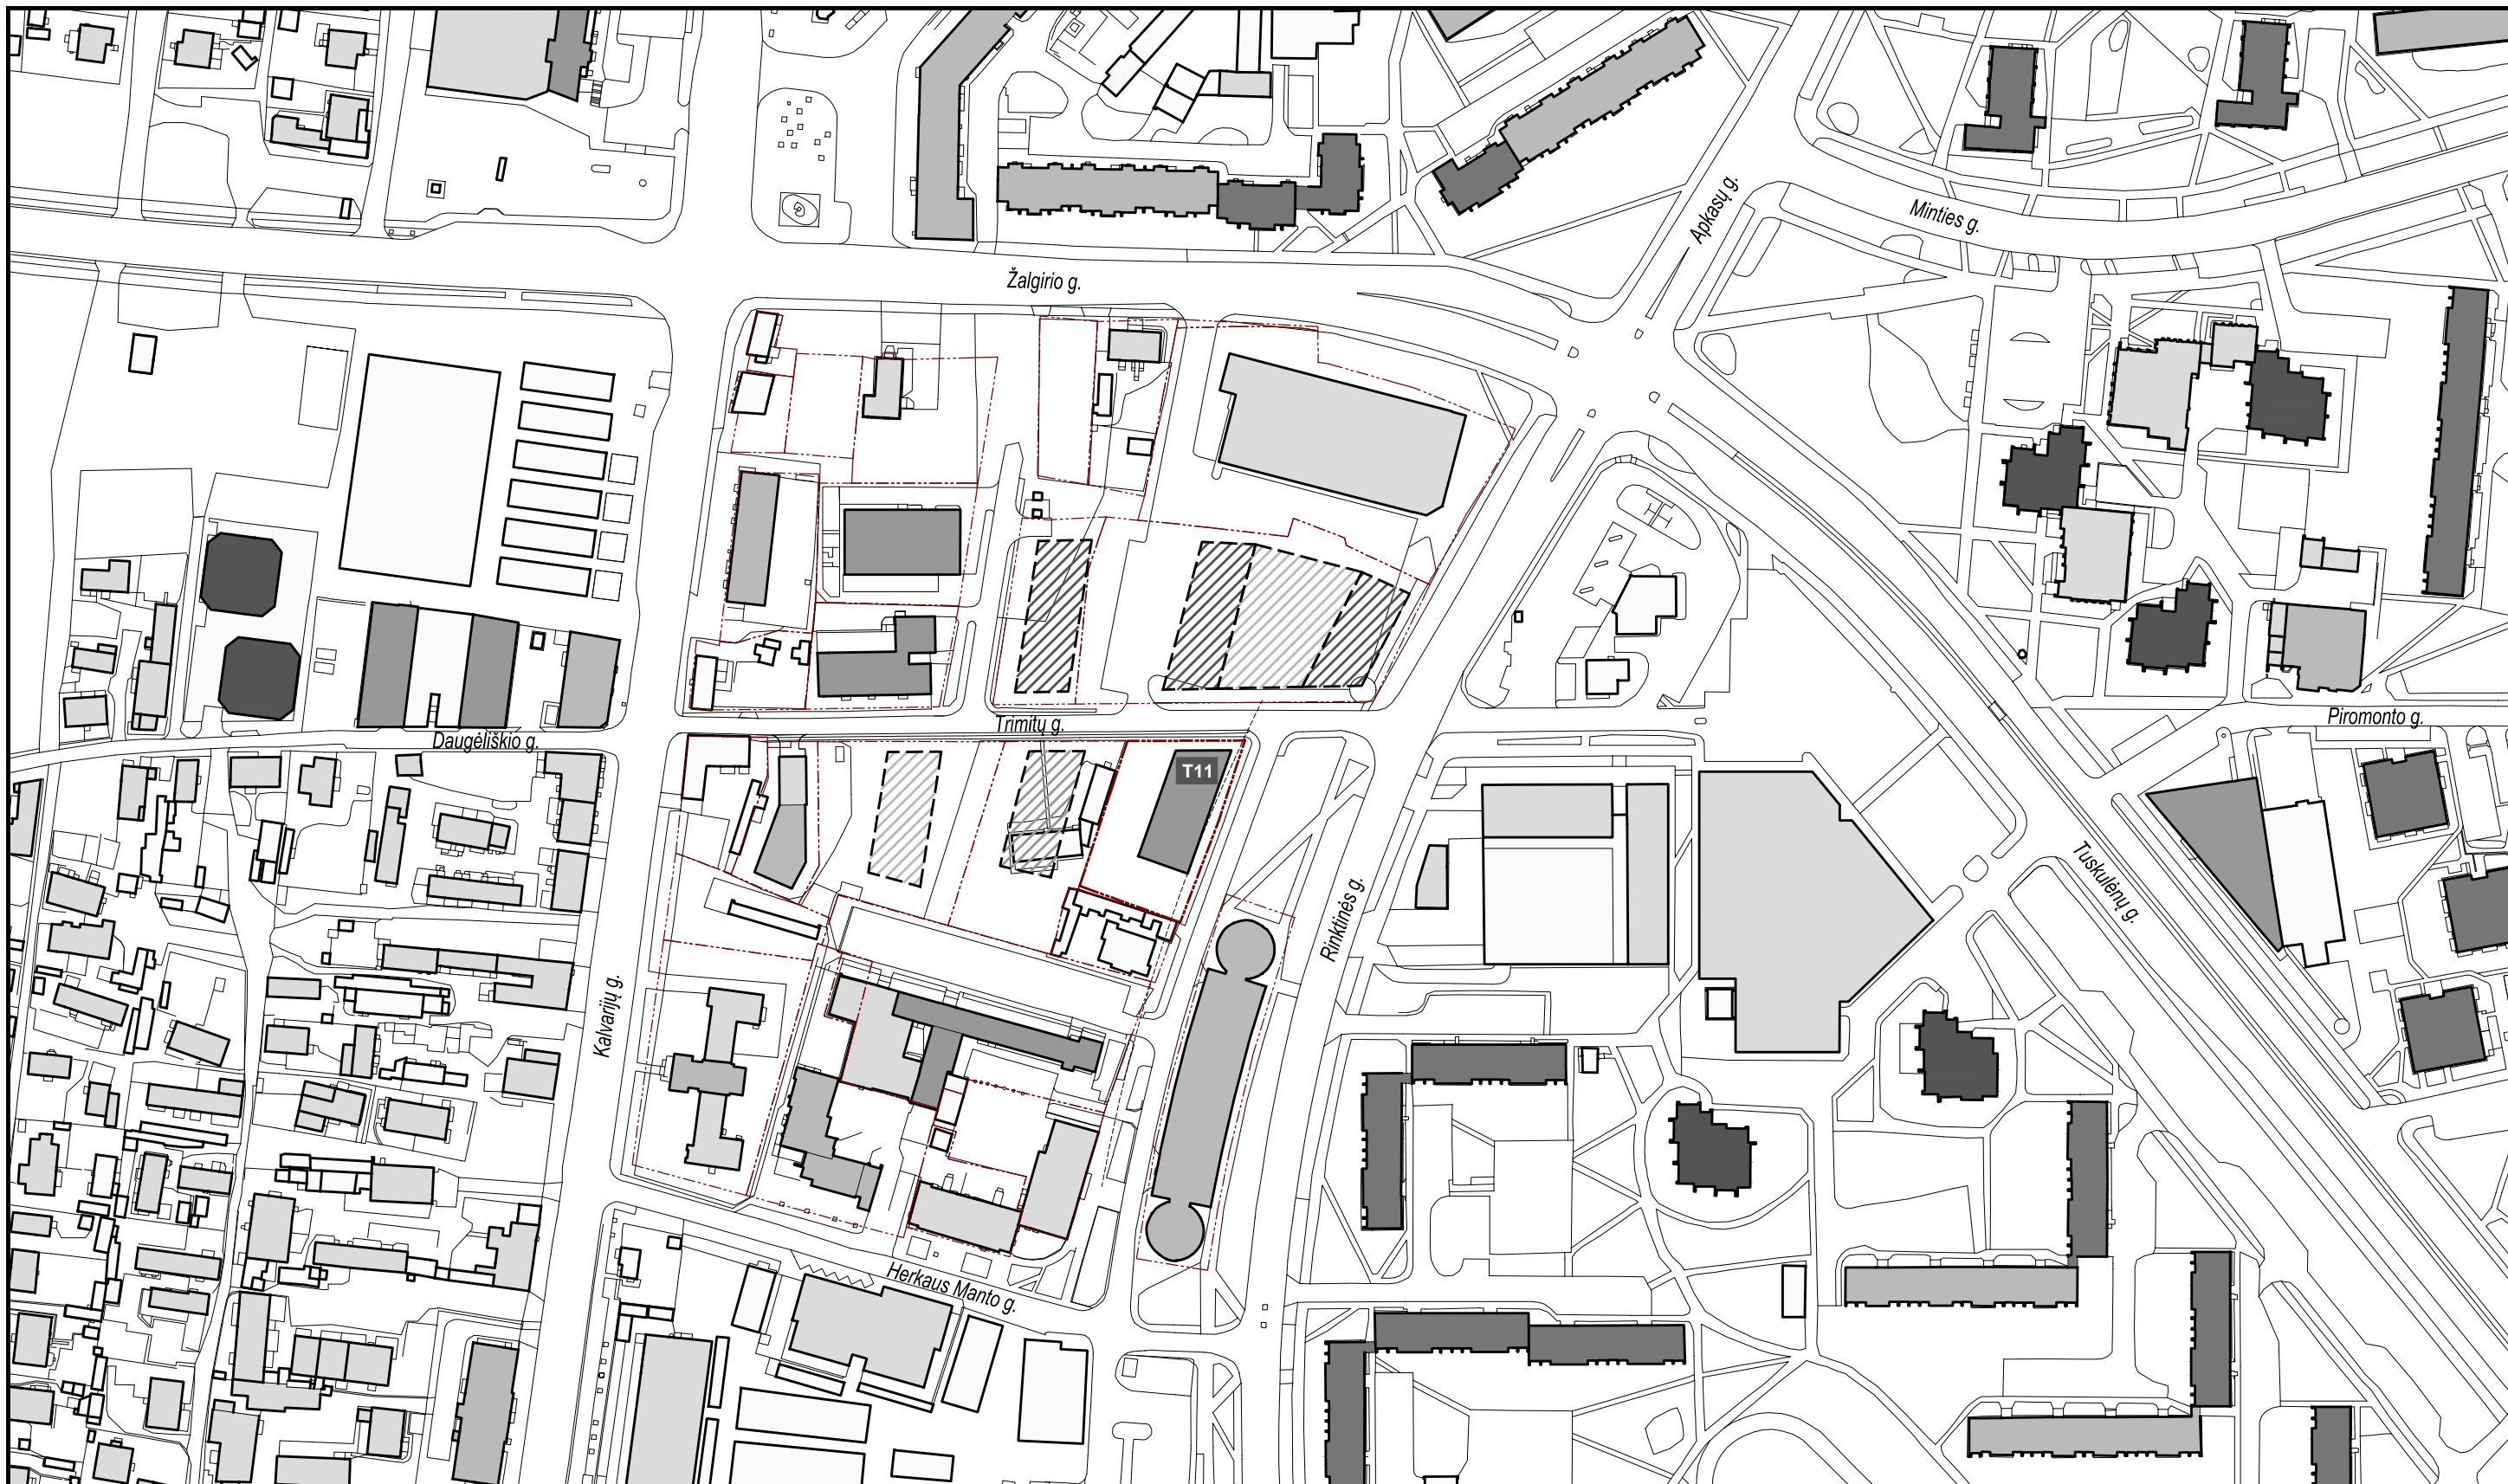 Apkasų g.
Minties g.
Žalgirio g.
Piromonto g.
Trimitų g.
Daugėliškio g.
T11
Tuskulėnų g.
Rinktinės g.
Kalvarijų g.
Herkaus Manto g.